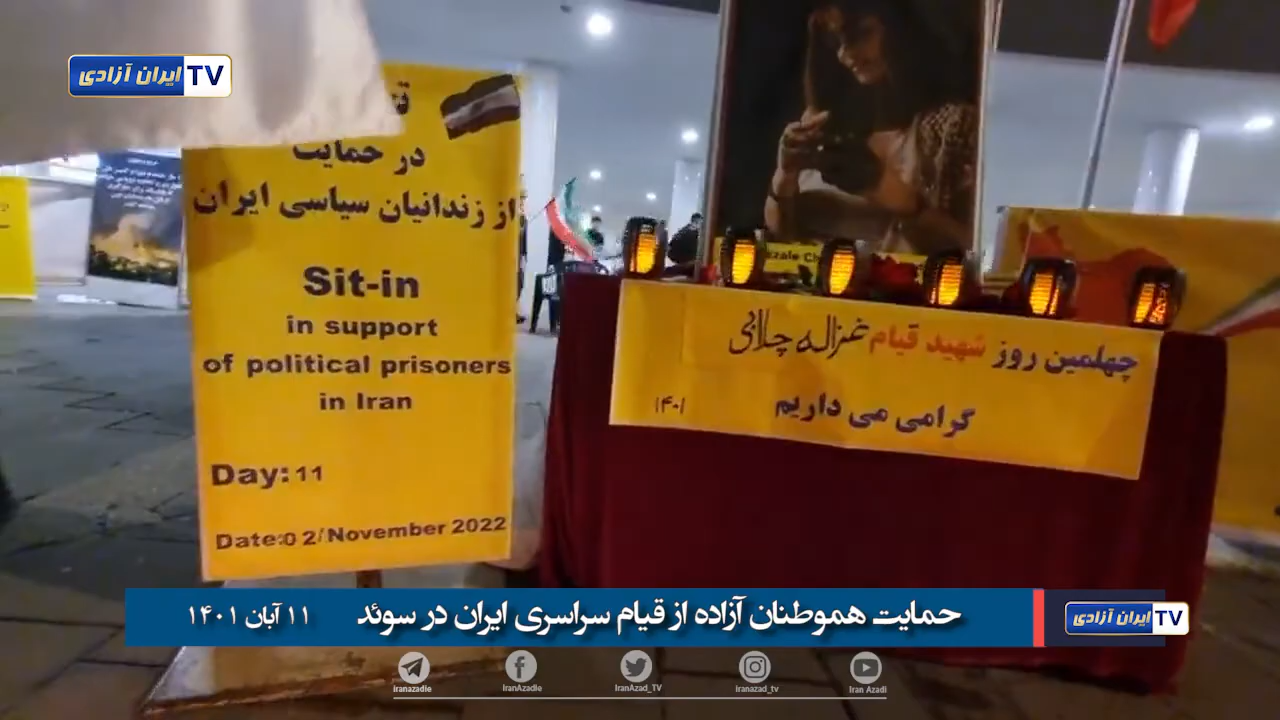 ایران آزادی TV
در حمایت
از زندانیان سیاسی ایران
Sit-in
in support
of political prisoners
in Iran
Day: 11
Date: 02/November 2022
چهلمین روز شهید قیام غزاله چلابی
گرامی می داریم
۱۴۰۱
حمایت هموطنان آزاده از قیام سراسری ایران در سوئد
۱۱ آبان ۱۴۰۱
ایران آزادی TV
iranazadie
IranAzadie
IranAzad_TV
Iranazad_tv
Iran Azadi